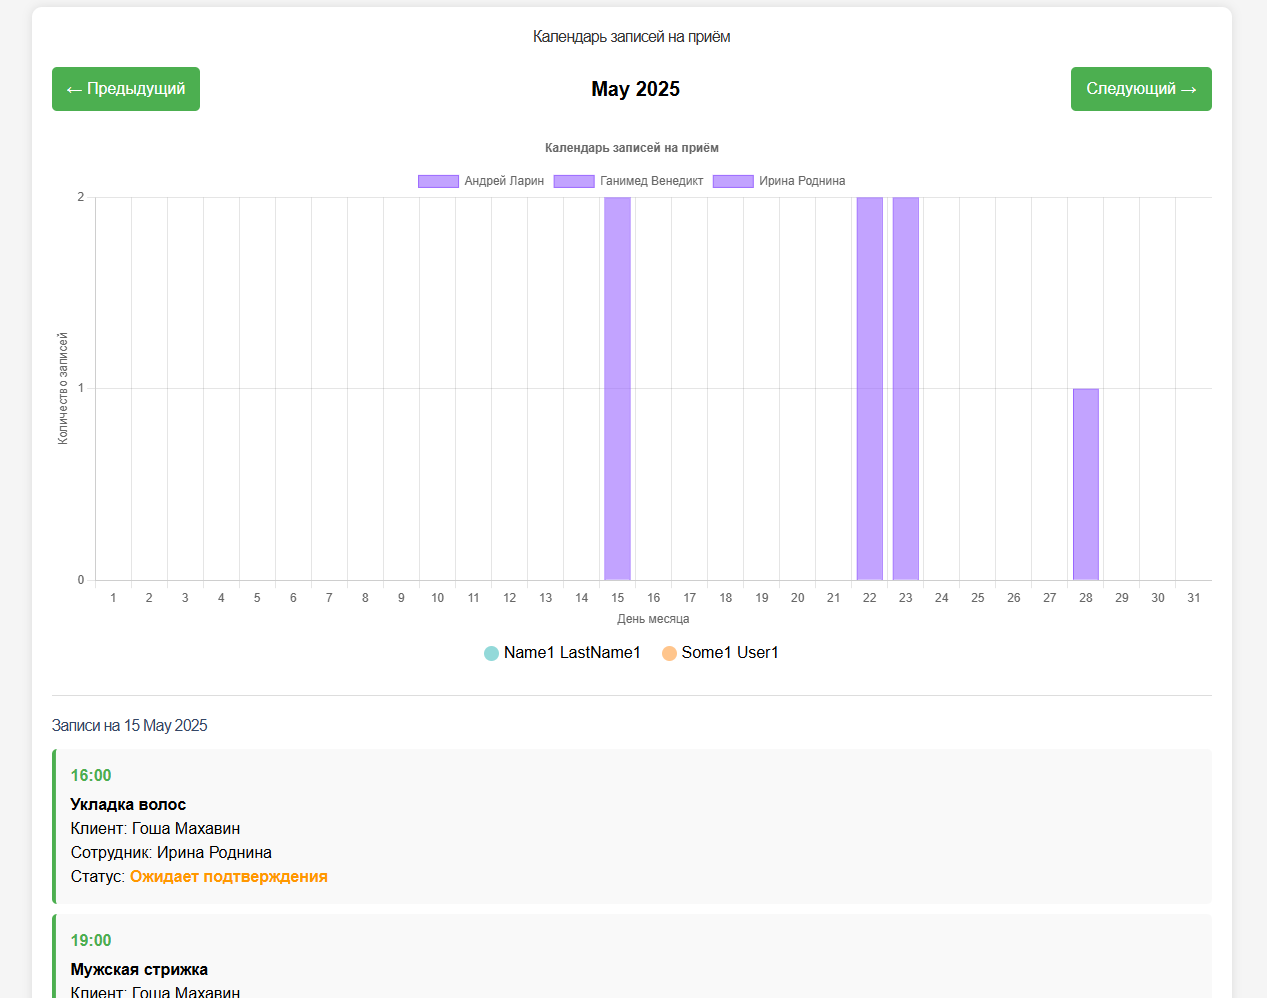 Календарь записей на приём
← Предыдущий
May 2025
Следующий →
Календарь записей на приём
Андрей Ларин Ганимед Венедикт Ирина Роднина
2
1
0
Количество записей
1 2 3 4 5 6 7 8 9 10 11 12 13 14 15 16 17 18 19 20 21 22 23 24 25 26 27 28 29 30 31
День месяца
Name1 LastName1 Some1 User1
Записи на 15 May 2025
16:00
Укладка волос
Клиент: Гоша Махавин
Сотрудник: Ирина Роднина
Статус: Ожидает подтверждения
19:00
Мужская стрижка
Клиент: Гоша Махавин